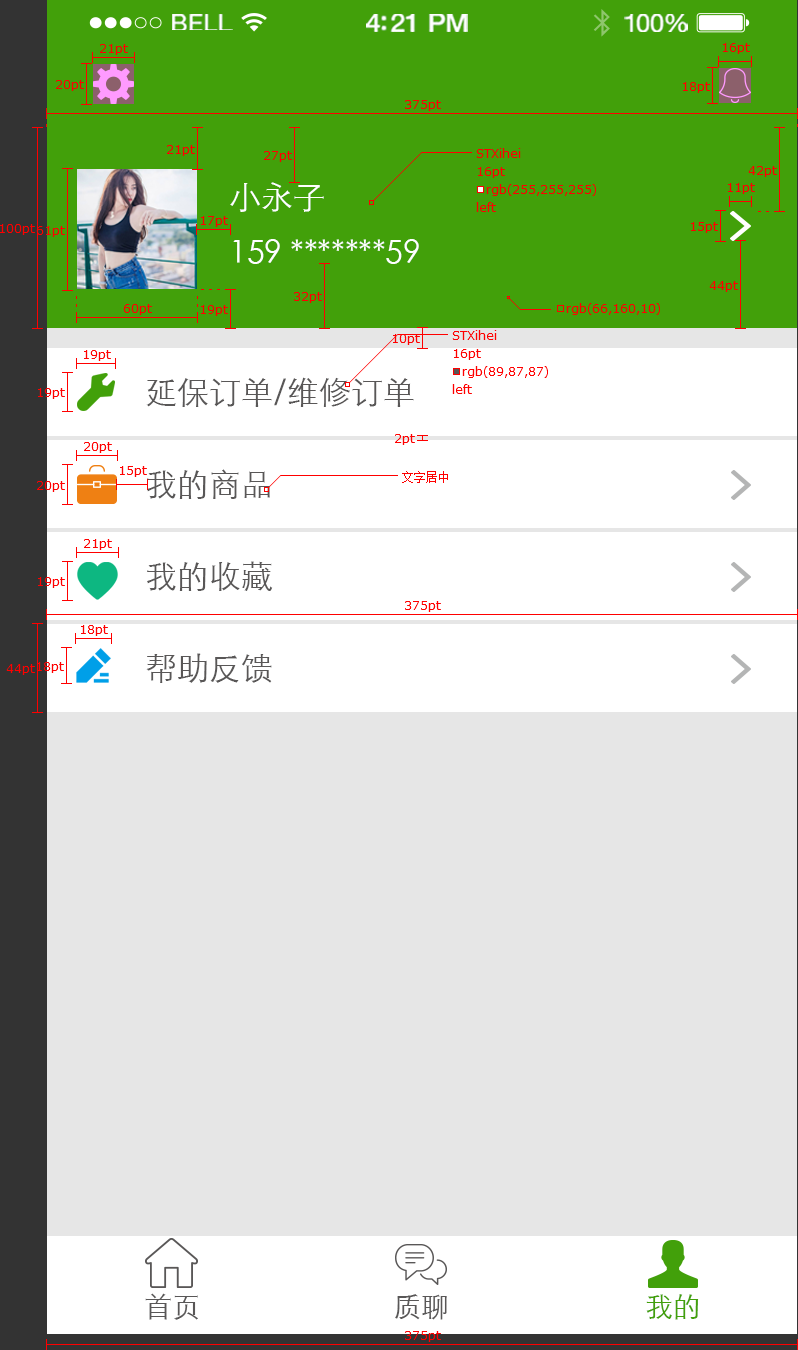 BELL 4:21 PM 100%
21pt
16pt
20pt
18pt
375pt
21pt
27pt
STXihei
16pt
rgb(255,255,255)
left
42pt
11pt
小永子
17pt
15pt
100pt
61pt
159 *******59
44pt
32pt
60pt
19pt
rgb(66,160,10)
10pt
STXihei
16pt
rgb(89,87,87)
left
19pt
19pt
延保订单/维修订单
2pt
20pt
15pt
20pt
我的商品
文字居中
21pt
19pt
我的收藏
375pt
18pt
44pt
18pt
帮助反馈
首页
质聊
我的
375pt